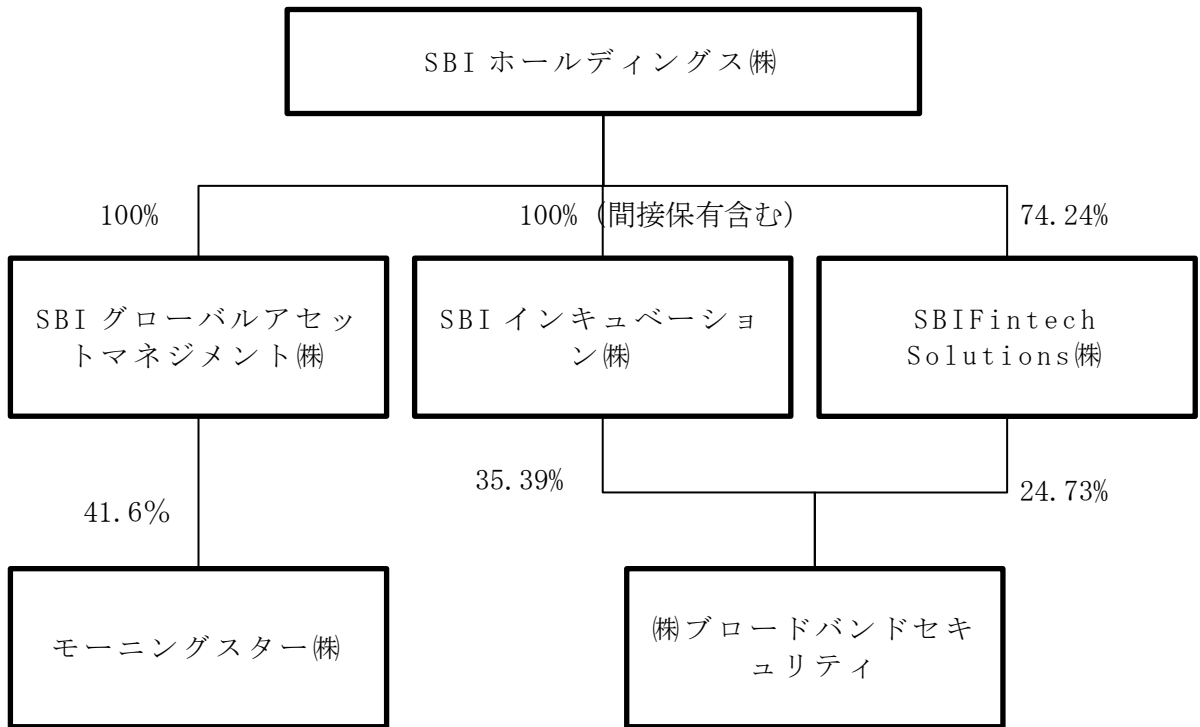 SBI ホールディングス㈱
100%
100% (間接保有含む)
74.24%
SBI グローバルアセッ
トマネジメント㈱
SBI インキュベーショ
ン㈱
SBIFintech
Solutions㈱
35.39%
24.73%
41.6%
モーニングスター㈱
㈱ブロードバンドセキ
ュリティ